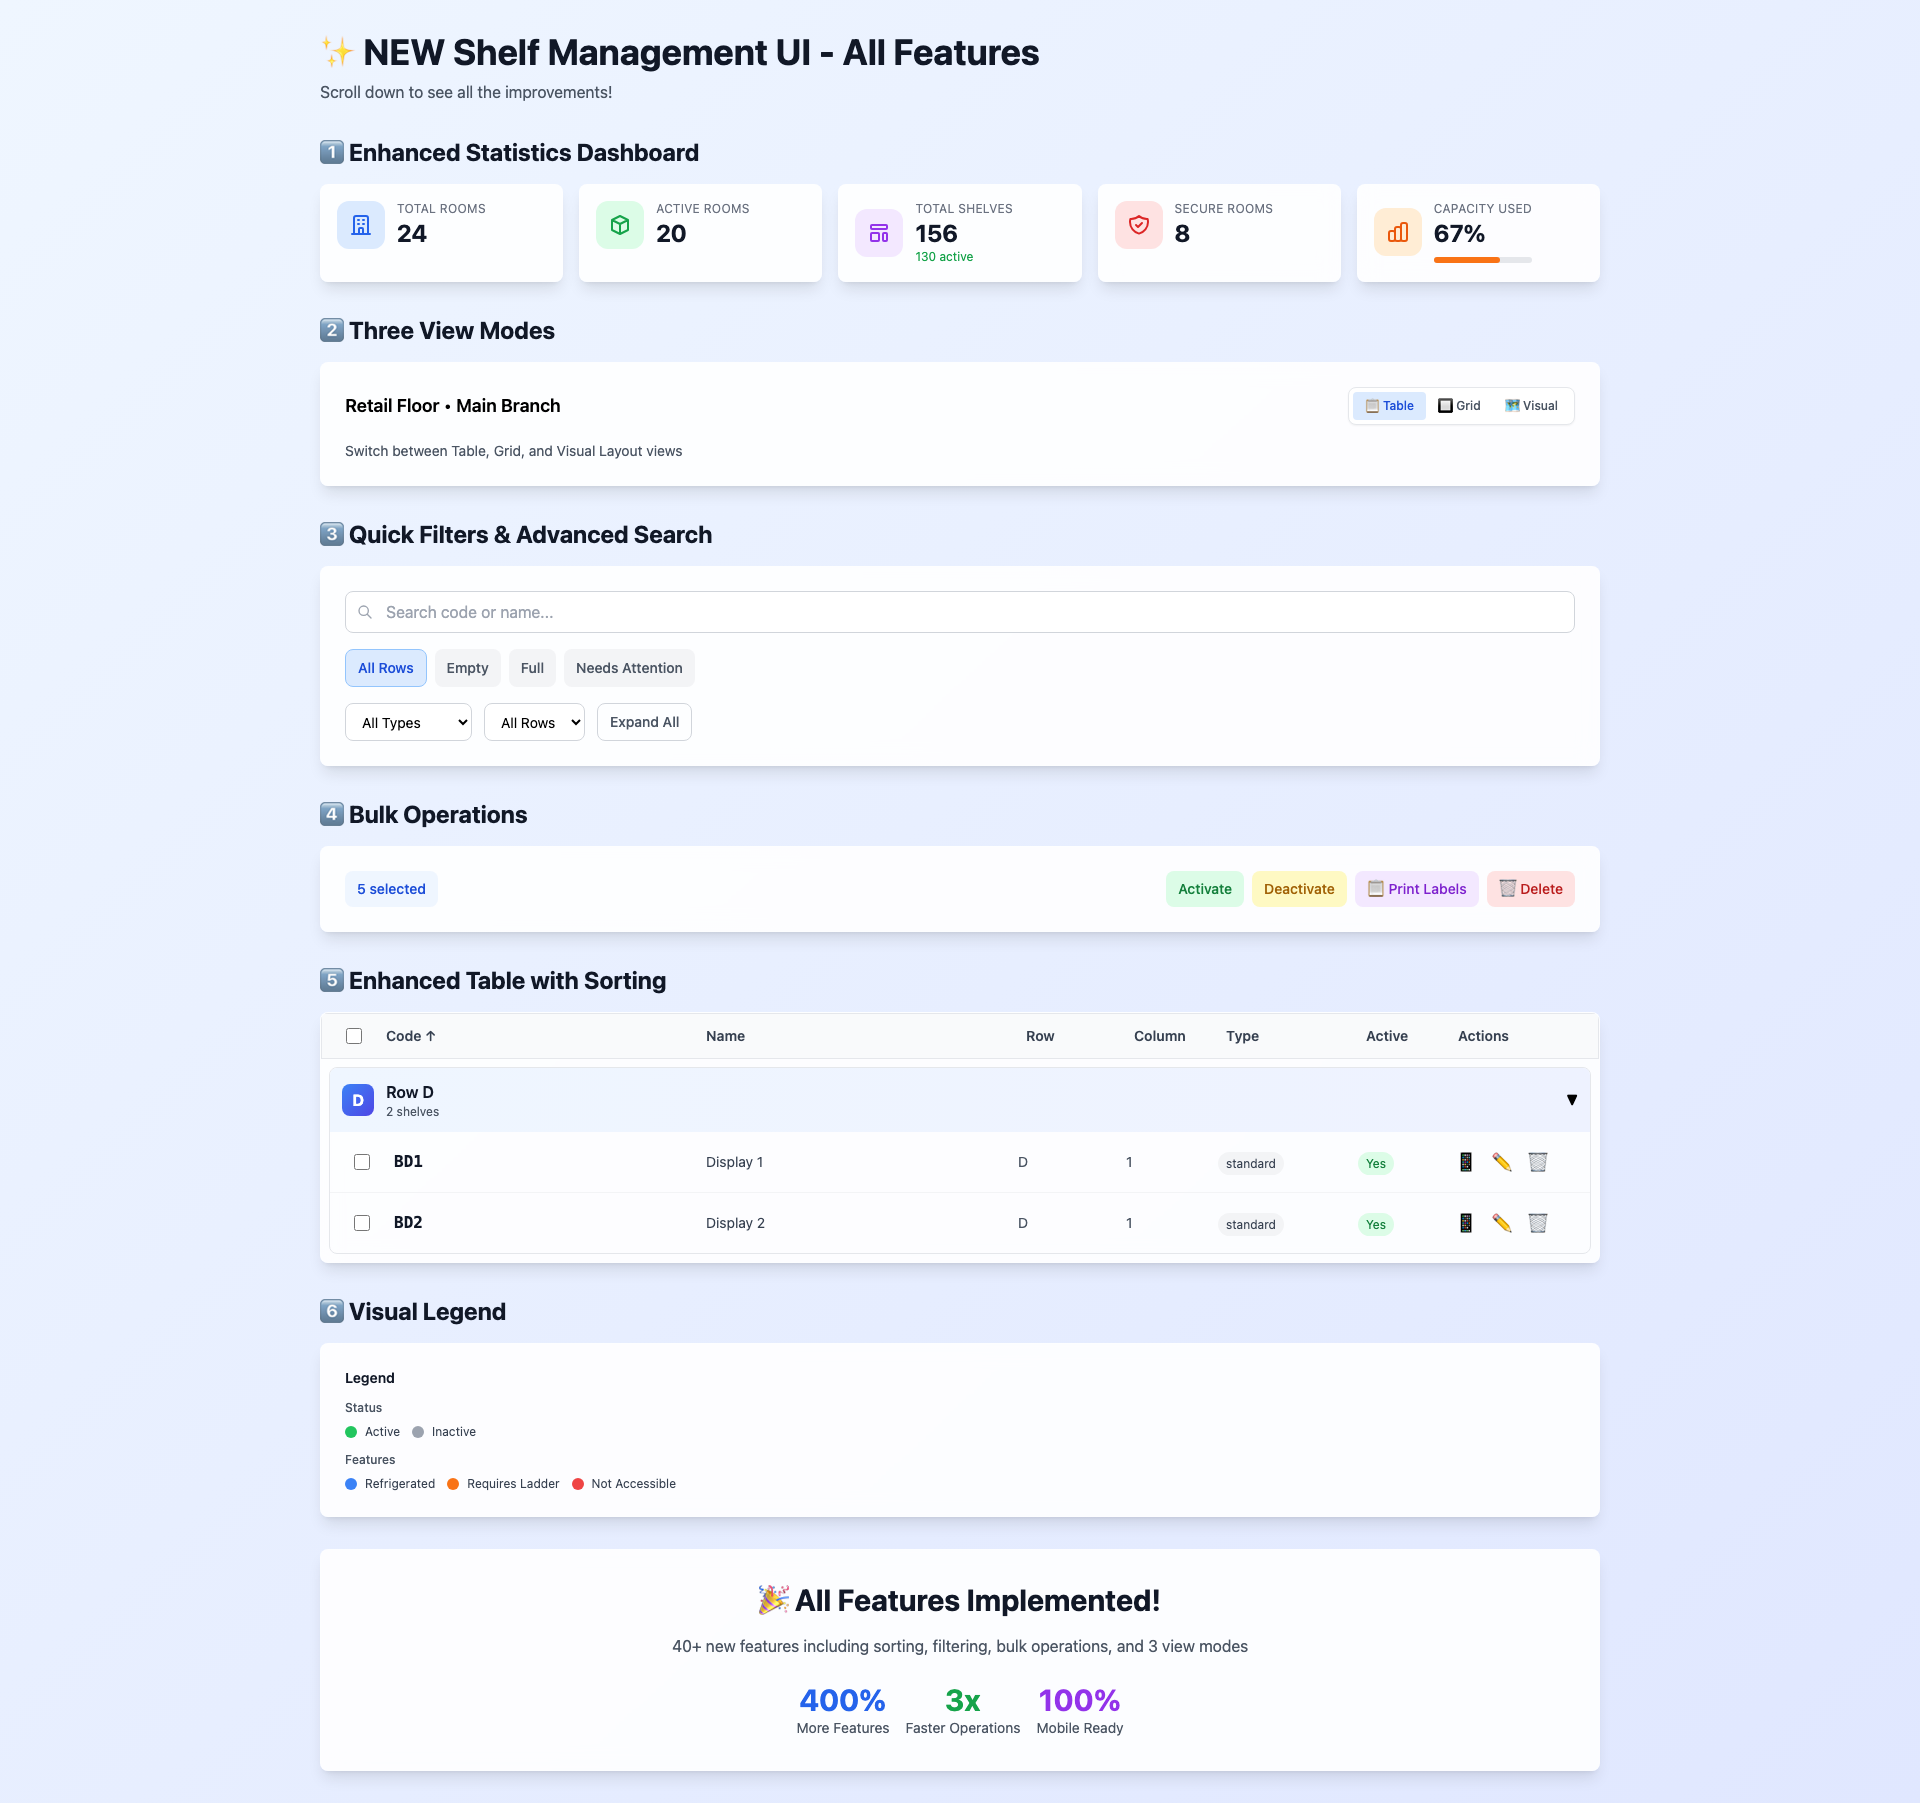 ✨ NEW Shelf Management UI - All Features
Scroll down to see all the improvements!
1️⃣ Enhanced Statistics Dashboard
TOTAL ROOMS
24
ACTIVE ROOMS
20
TOTAL SHELVES
156
130 active
SECURE ROOMS
8
CAPACITY USED
67%
2️⃣ Three View Modes
Retail Floor • Main Branch
📋 Table 🔲 Grid 🗺️ Visual
Switch between Table, Grid, and Visual Layout views
3️⃣ Quick Filters & Advanced Search
Search code or name...
All Rows Empty Full Needs Attention
All Types All Rows Expand All
4️⃣ Bulk Operations
5 selected Activate Deactivate 📋 Print Labels 🗑️ Delete
5️⃣ Enhanced Table with Sorting
Code ↑ Name Row Column Type Active Actions
D Row D ▼
2 shelves
BD1 Display 1 D 1 standard Yes 📱 ✏️ 🗑️
BD2 Display 2 D 1 standard Yes 📱 ✏️ 🗑️
6️⃣ Visual Legend
Legend
Status
Active Inactive
Features
Refrigerated Requires Ladder Not Accessible
🎉 All Features Implemented!
40+ new features including sorting, filtering, bulk operations, and 3 view modes
400% 3x 100%
More Features Faster Operations Mobile Ready